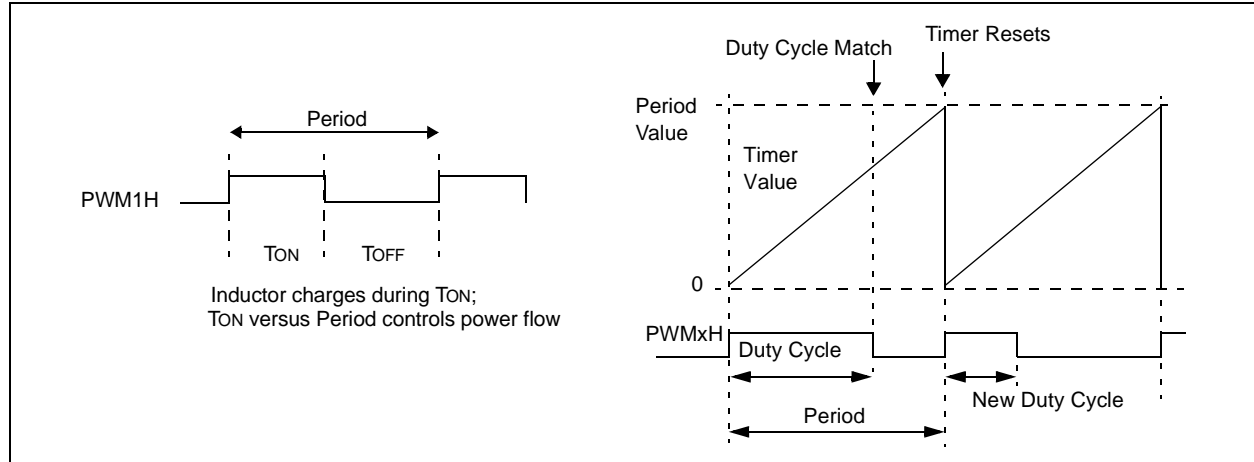 Period
PWM1H
TON
TOFF
Inductor charges during TON;
TON versus Period controls power flow
Duty Cycle Match
Timer Resets
Period
Value
Timer
Value
0
PWMxH
Duty Cycle
New Duty Cycle
Period